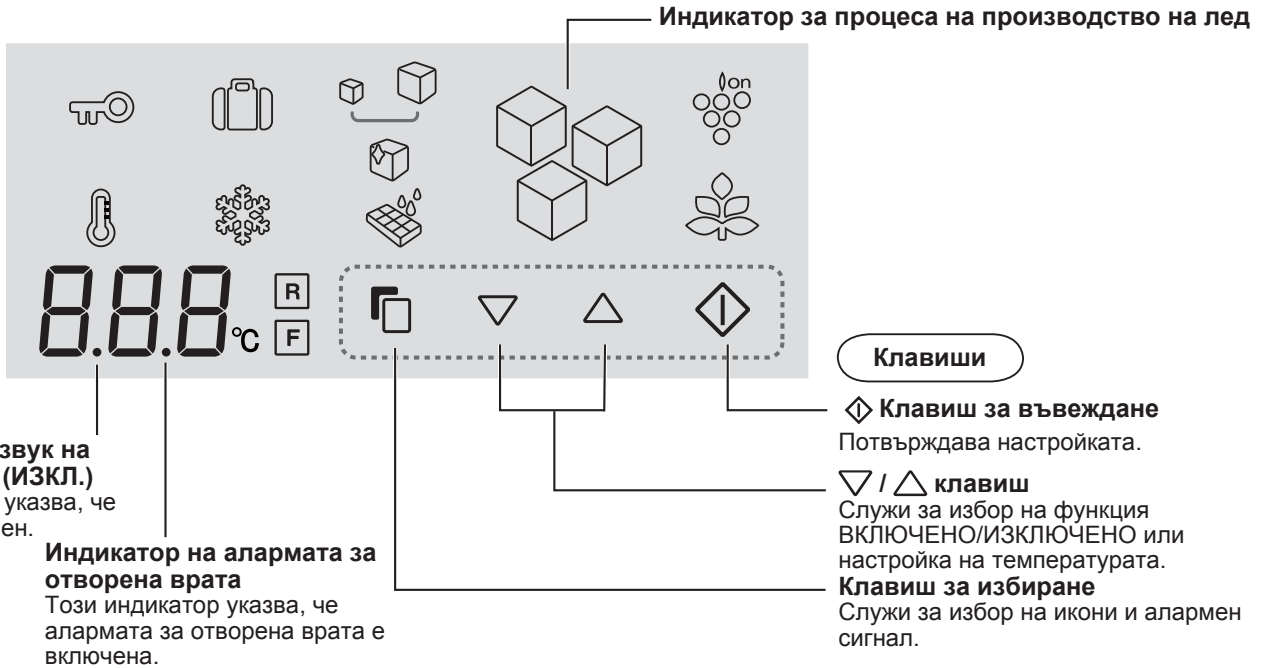 Индикатор за процеса на производство на лед
on
8.8.8 °C
R
F
Клавиши
Клавиш за въвеждане
Потвърждава настройката.
/ клавиш
Служи за избор на функция
ВКЛЮЧЕНО/ИЗКЛЮЧЕНО или
настройка на температурата.
Клавиш за избиране
Служи за избор на икони и алармен
сигнал.
звук на
(ИЗКЛ.)
указва, че
ен.
Индикатор на алармата за
отворена врата
Този индикатор указва, че
алармата за отворена врата е
включена.